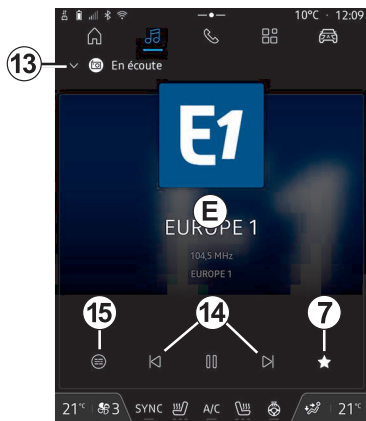 10°C · 12:09
13
En écoute
E1
E
EUROPE 1
104,5 MHz
EUROPE 1
15
14
7
21°C 3 SYNC A/C 21°C